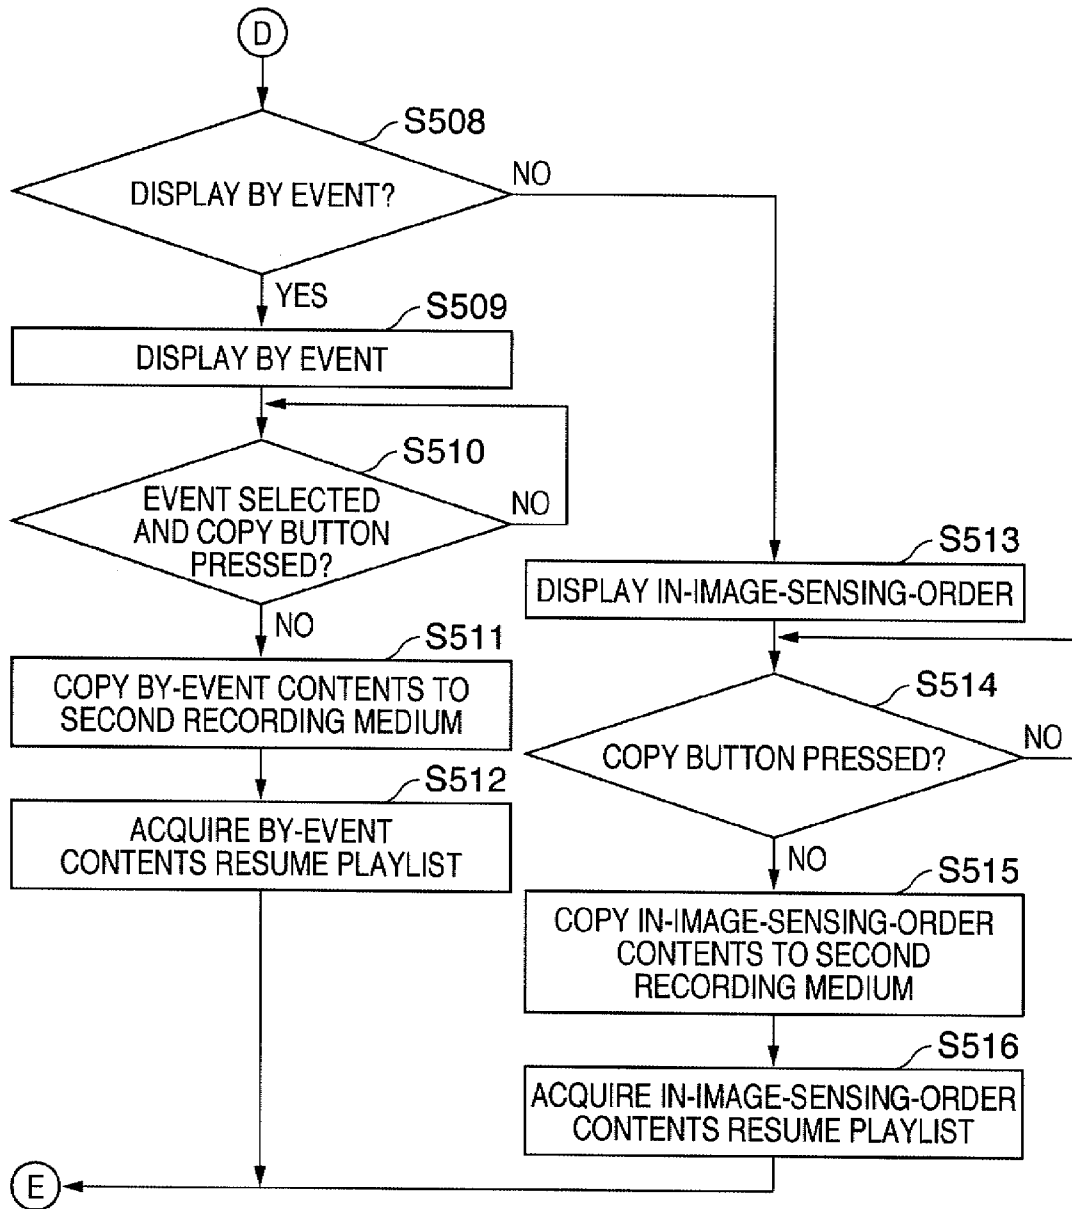 D
S508
DISPLAY BY EVENT?
NO
YES
S509
DISPLAY BY EVENT
S510
EVENT SELECTED
AND COPY BUTTON
PRESSED?
NO
NO
S511
COPY BY-EVENT CONTENTS TO
SECOND RECORDING MEDIUM
S512
ACQUIRE BY-EVENT
CONTENTS RESUME PLAYLIST
S513
DISPLAY IN-IMAGE-SENSING-ORDER
S514
COPY BUTTON PRESSED?
NO
NO
S515
COPY IN-IMAGE-SENSING-ORDER
CONTENTS TO SECOND
RECORDING MEDIUM
S516
ACQUIRE IN-IMAGE-SENSING-ORDER
CONTENTS RESUME PLAYLIST
E